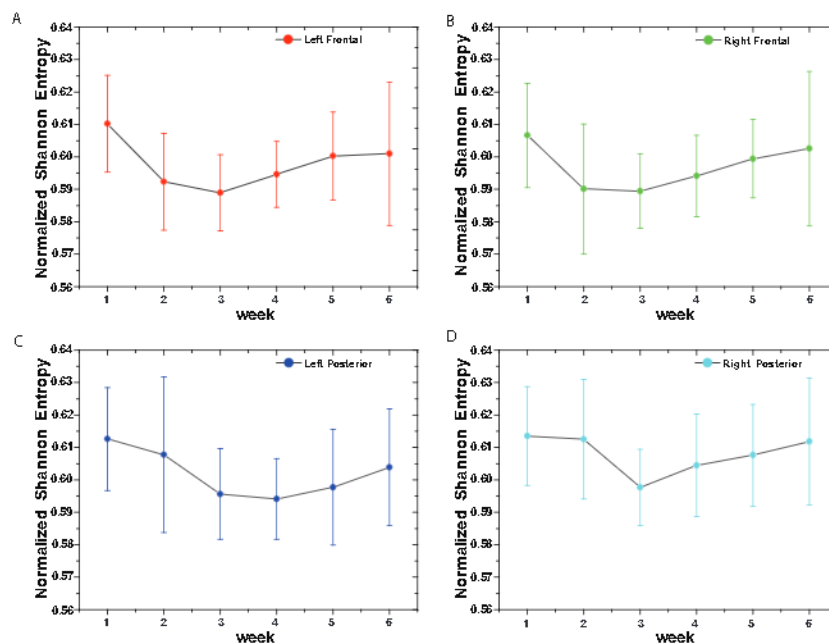 A
Left Frontal
Normalized Shannon Entropy
0.64
0.63
0.62
0.61
0.60
0.59
0.58
0.57
0.56
1 2 3 4 5 6
week
B
Right Frontal
Normalized Shannon Entropy
0.64
0.63
0.62
0.61
0.60
0.59
0.58
0.57
0.56
1 2 3 4 5 6
week
C
Left Posterier
Normalized Shannon Entropy
0.64
0.63
0.62
0.61
0.60
0.59
0.58
0.57
0.56
1 2 3 4 5 6
week
D
Right Posterier
Normalized Shannon Entropy
0.64
0.63
0.62
0.61
0.60
0.59
0.58
0.57
0.56
1 2 3 4 5 6
week